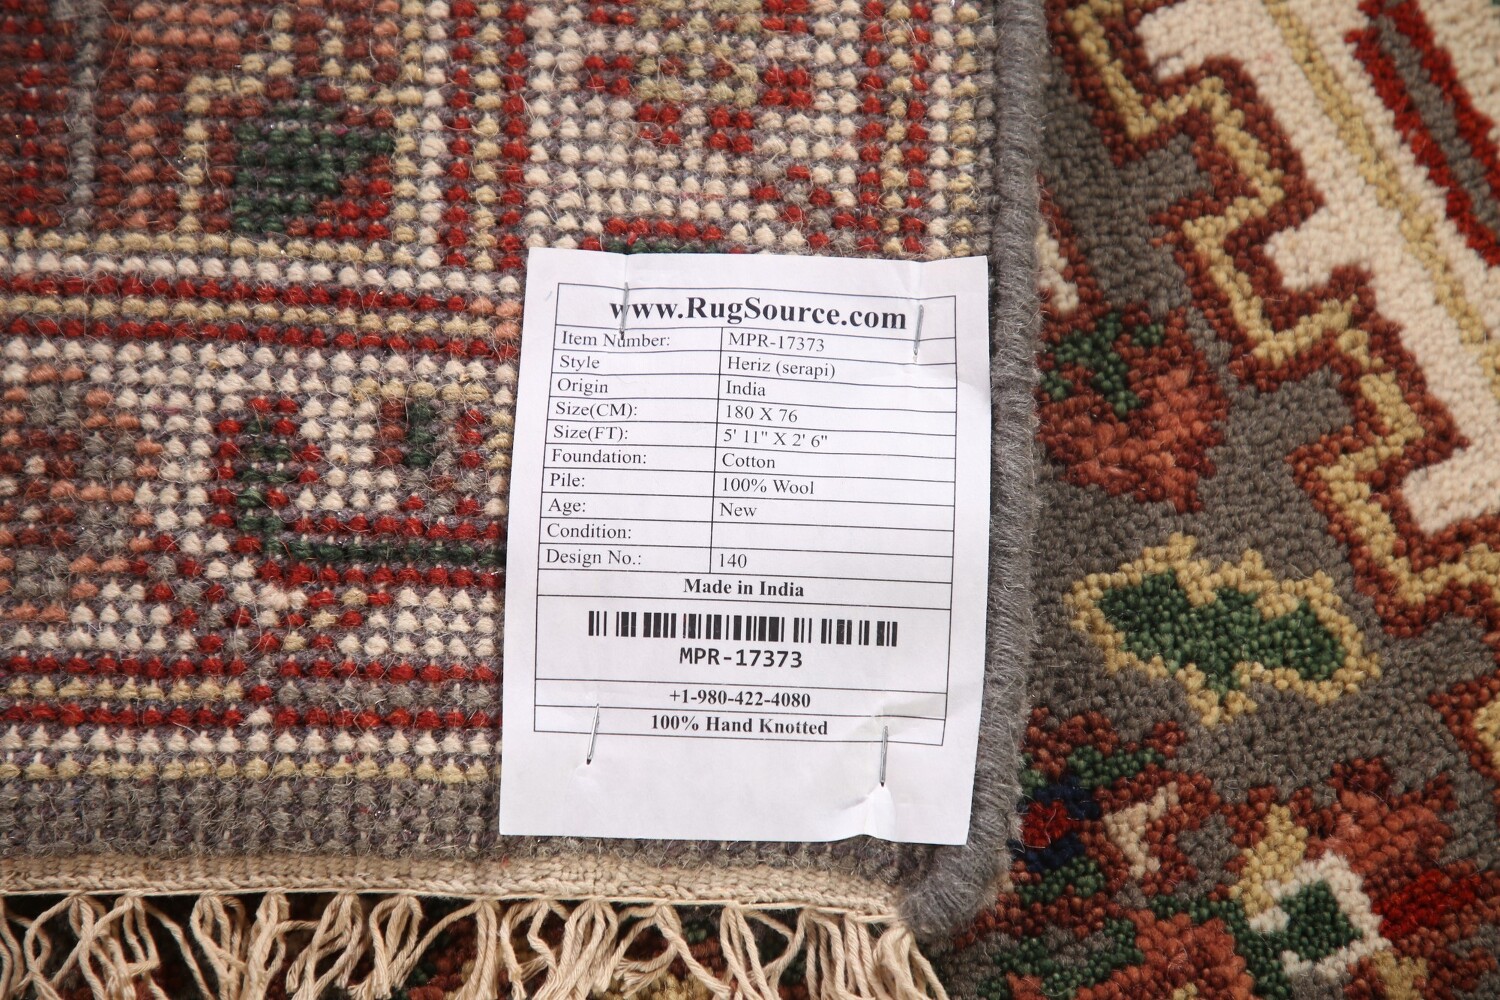 www.RugSource.com
Item Number: MPR-17373
Style Heriz (serapi)
Origin India
Size(CM): 180 X 76
Size(FT): 5' 11" X 2' 6"
Foundation: Cotton
Pile: 100% Wool
Age: New
Condition:
Design No.: 140
Made in India
MPR-17373
+1-980-422-4080
100% Hand Knotted